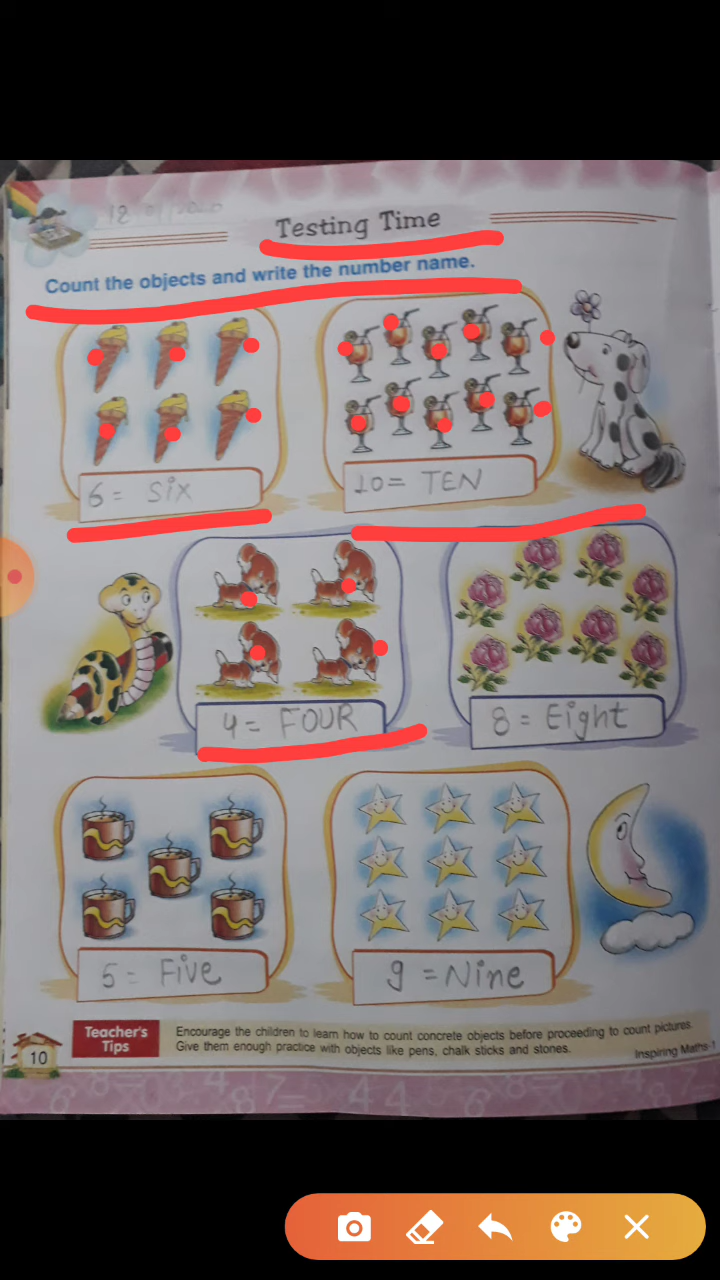 Testing Time
Count the objects and write the number name.
6 = Six
10 = TEN
4 = FOUR
8 = Eight
5 = Five
9 = Nine
Teacher's
Tips
Encourage the children to learn how to count concrete objects before proceeding to count pictures.
Give them enough practice with objects like pens, chalk sticks and stones.
10
Inspiring Maths-1